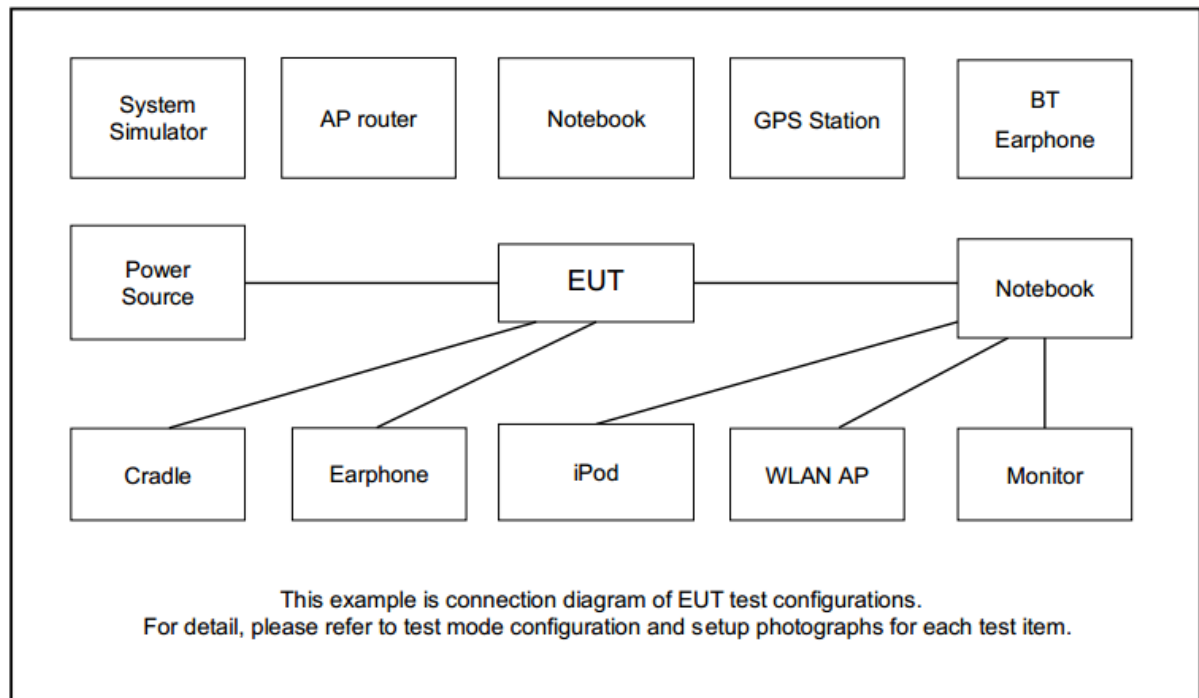 System
Simulator
AP router
Notebook
GPS Station
BT
Earphone
Power
Source
EUT
Notebook
Cradle
Earphone
iPod
WLAN AP
Monitor
This example is connection diagram of EUT test configurations.
For detail, please refer to test mode configuration and setup photographs for each test item.